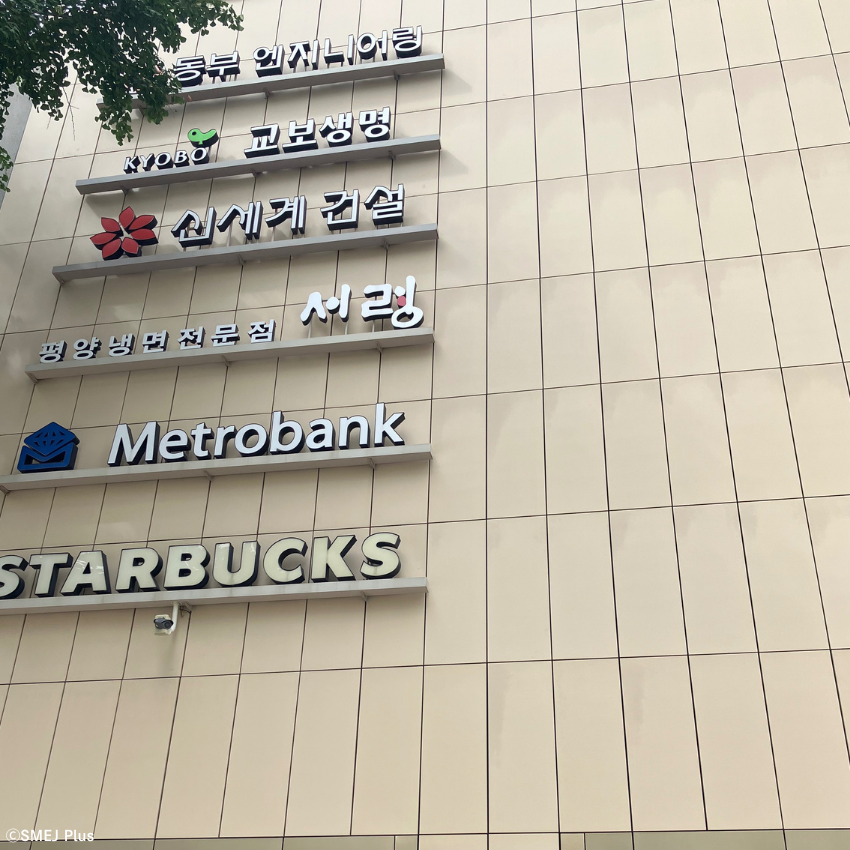 동부 엔지니어링
KYOBO 교보생명
신세계 건설
평양냉면전문점 서령
Metrobank
STARBUCKS
©SMEJ Plus